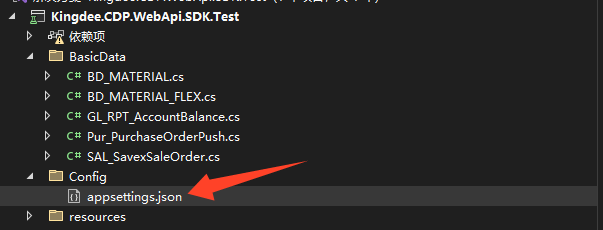 Kingdee.CDP.WebApi.SDK.Test
依赖项
BasicData
C# BD_MATERIAL.cs
C# BD_MATERIAL_FLEX.cs
C# GL_RPT_AccountBalance.cs
C# Pur_PurchaseOrderPush.cs
C# SAL_SavexSaleOrder.cs
Config
appsettings.json
resources